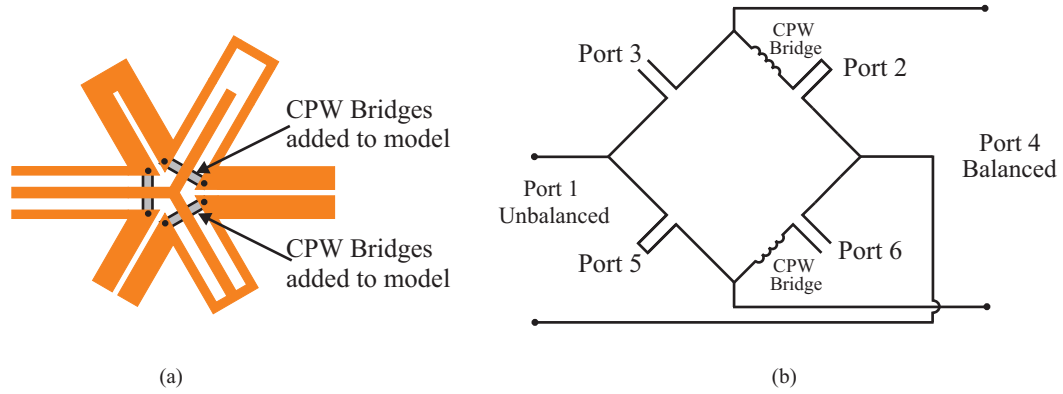 CPW Bridges
added to model
CPW Bridges
added to model
(a)
CPW
Bridge
Port 3
Port 2
Port 1
Unbalanced
Port 4
Balanced
Port 5
Port 6
CPW
Bridge
(b)